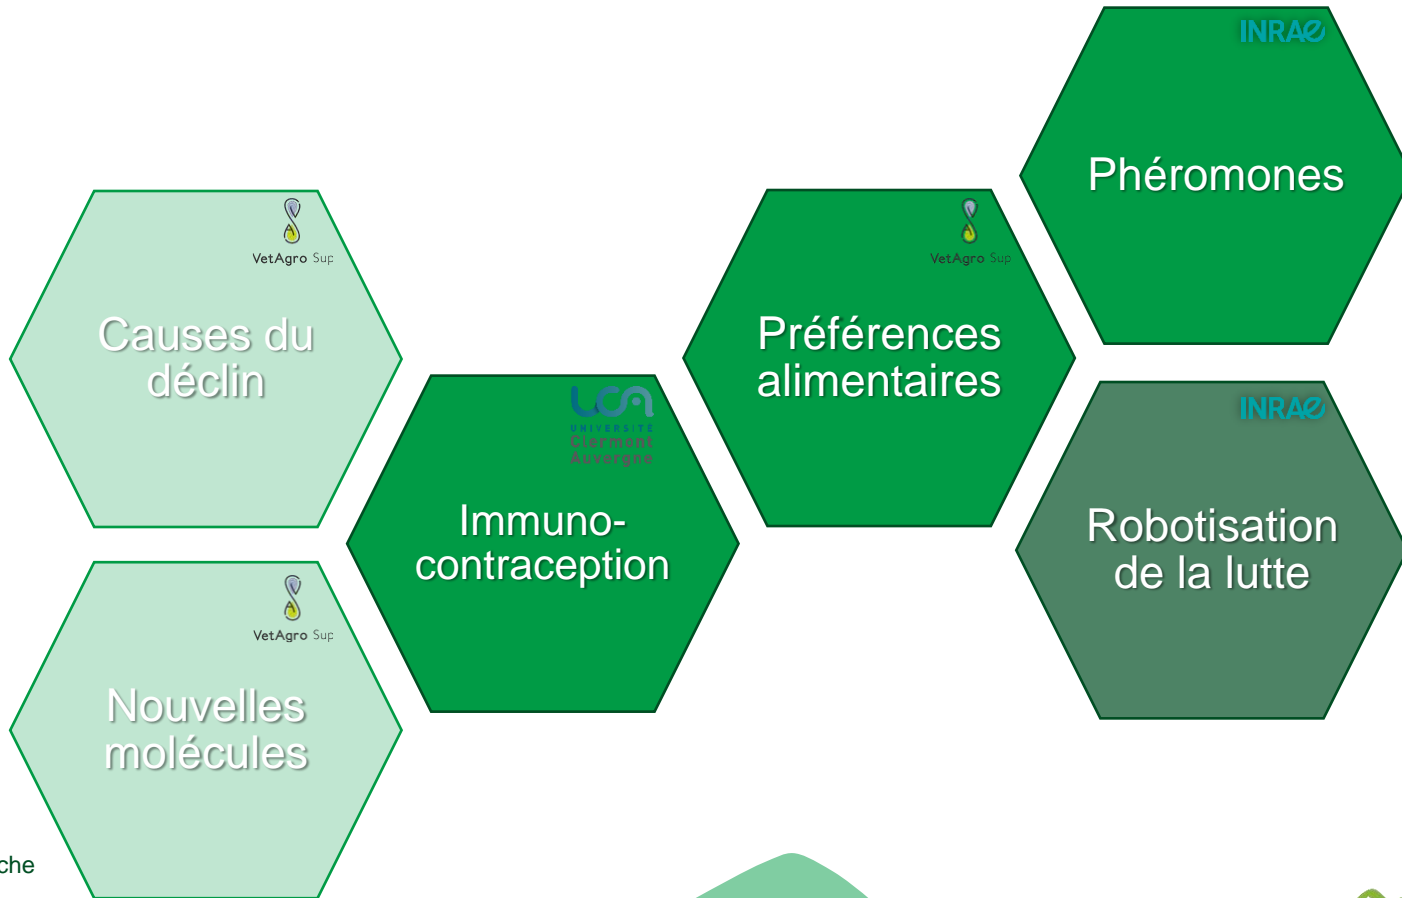 INRAE
Phéromones
VetAgro Sup
Causes du
déclin
VetAgro Sup
Préférences
alimentaires
UCA
UNIVERSITÉ
Clermont
Auvergne
Immuno-
contraception
INRAE
Robotisation
de la lutte
VetAgro Sup
Nouvelles
molécules
che